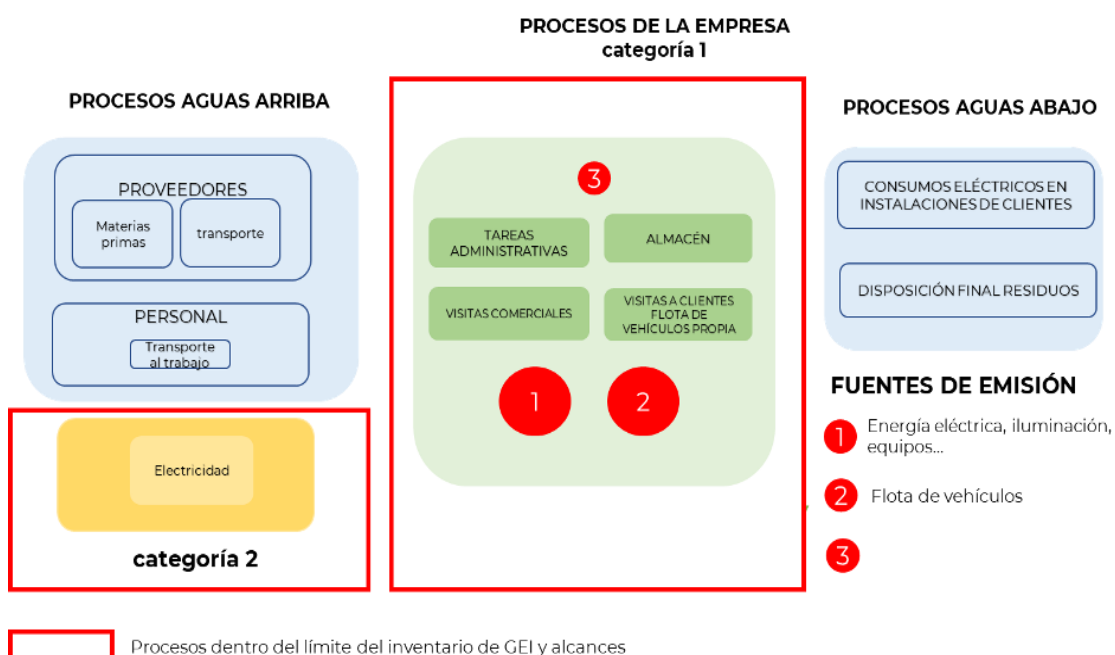 PROCESOS DE LA EMPRESA
categoría 1
PROCESOS AGUAS ARRIBA
PROVEEDORES
Materias
primas
transporte
PERSONAL
Transporte
al trabajo
Electricidad
categoría 2
3
TAREAS
ADMINISTRATIVAS
ALMACÉN
VISITAS COMERCIALES
VISITAS A CLIENTES
FLOTA DE
VEHÍCULOS PROPIA
1
2
PROCESOS AGUAS ABAJO
CONSUMOS ELÉCTRICOS EN
INSTALACIONES DE CLIENTES
DISPOSICIÓN FINAL RESIDUOS
FUENTES DE EMISIÓN
1 Energía eléctrica, iluminación,
equipos...
2 Flota de vehículos
3
Procesos dentro del límite del inventario de GEI y alcances